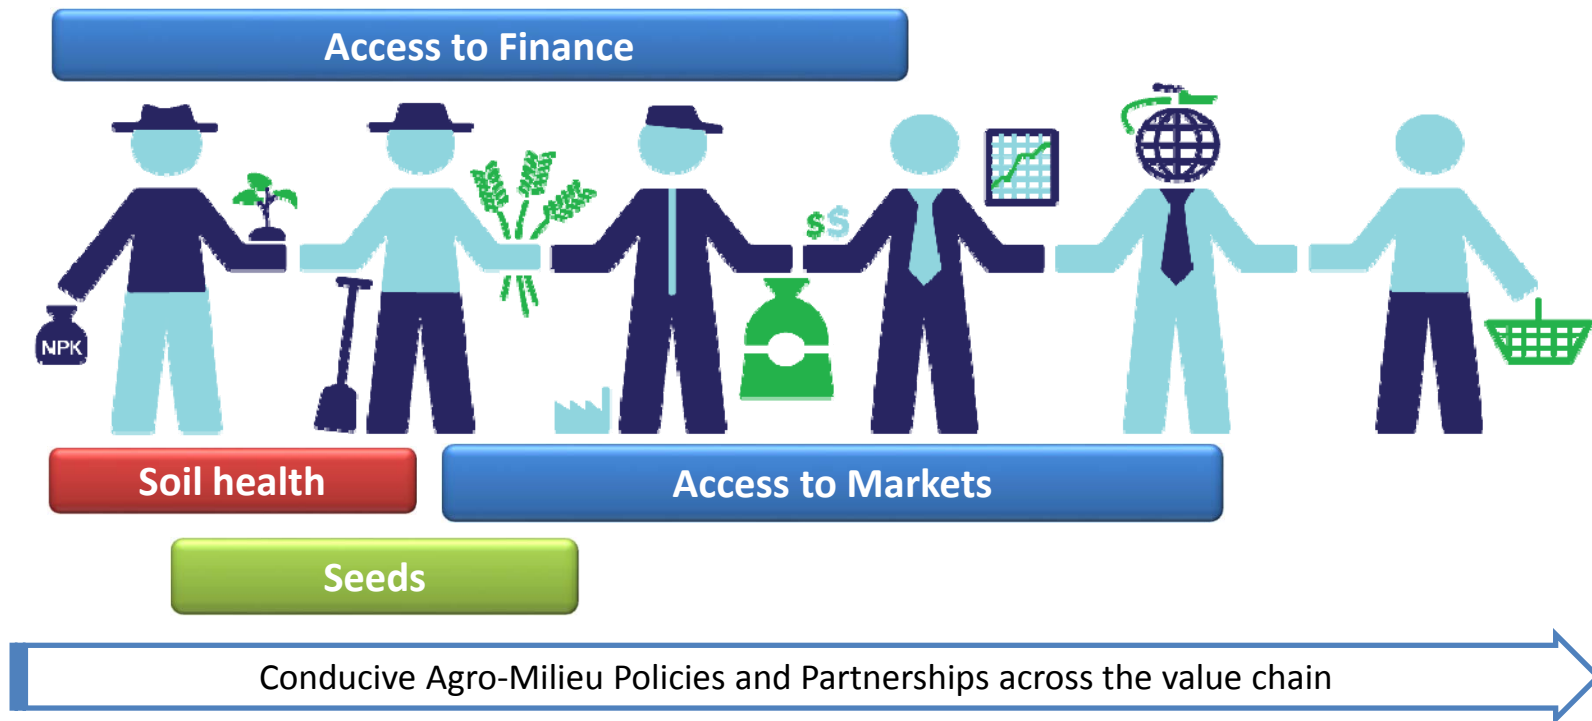 Access to Finance
$$
NPK
Soil health
Access to Markets
Seeds
Conducive Agro-Milieu Policies and Partnerships across the value chain